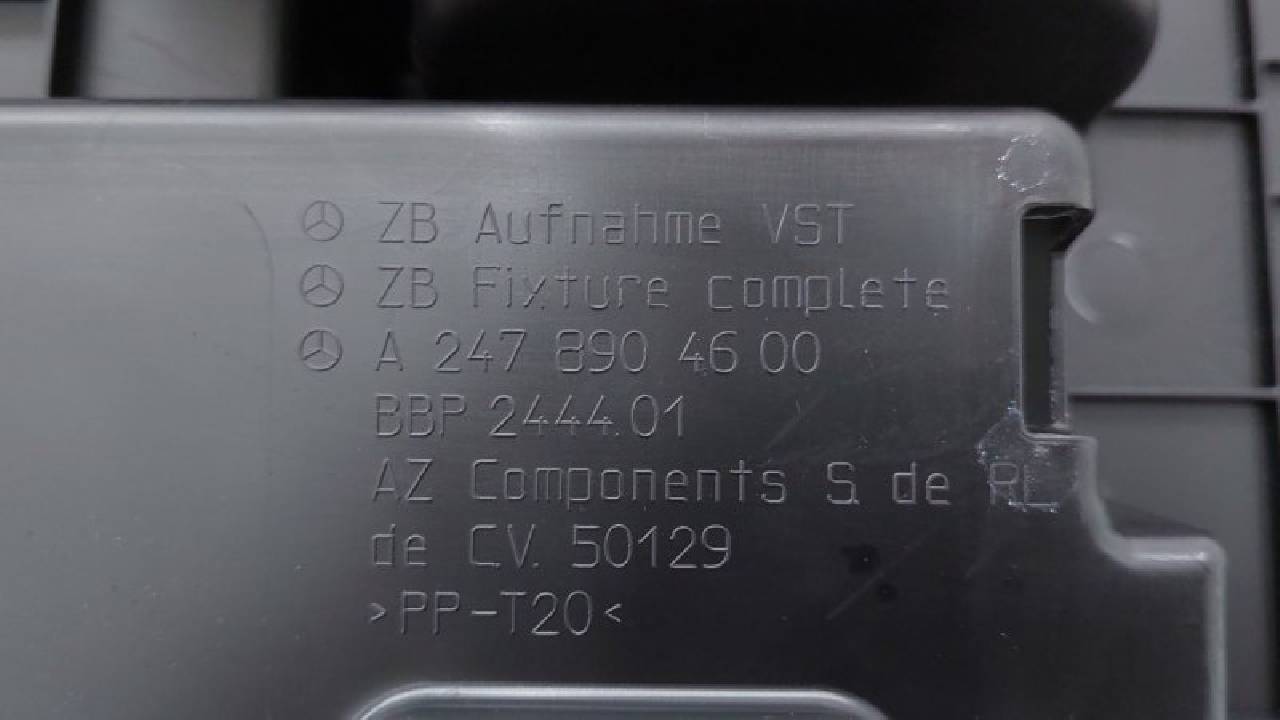 ZB Aufnahme VST
ZB Fixture complete
A 247 890 46 00
BBP 2444.01
AZ Components S. de RL
de CV. 50129
>PP-T20<